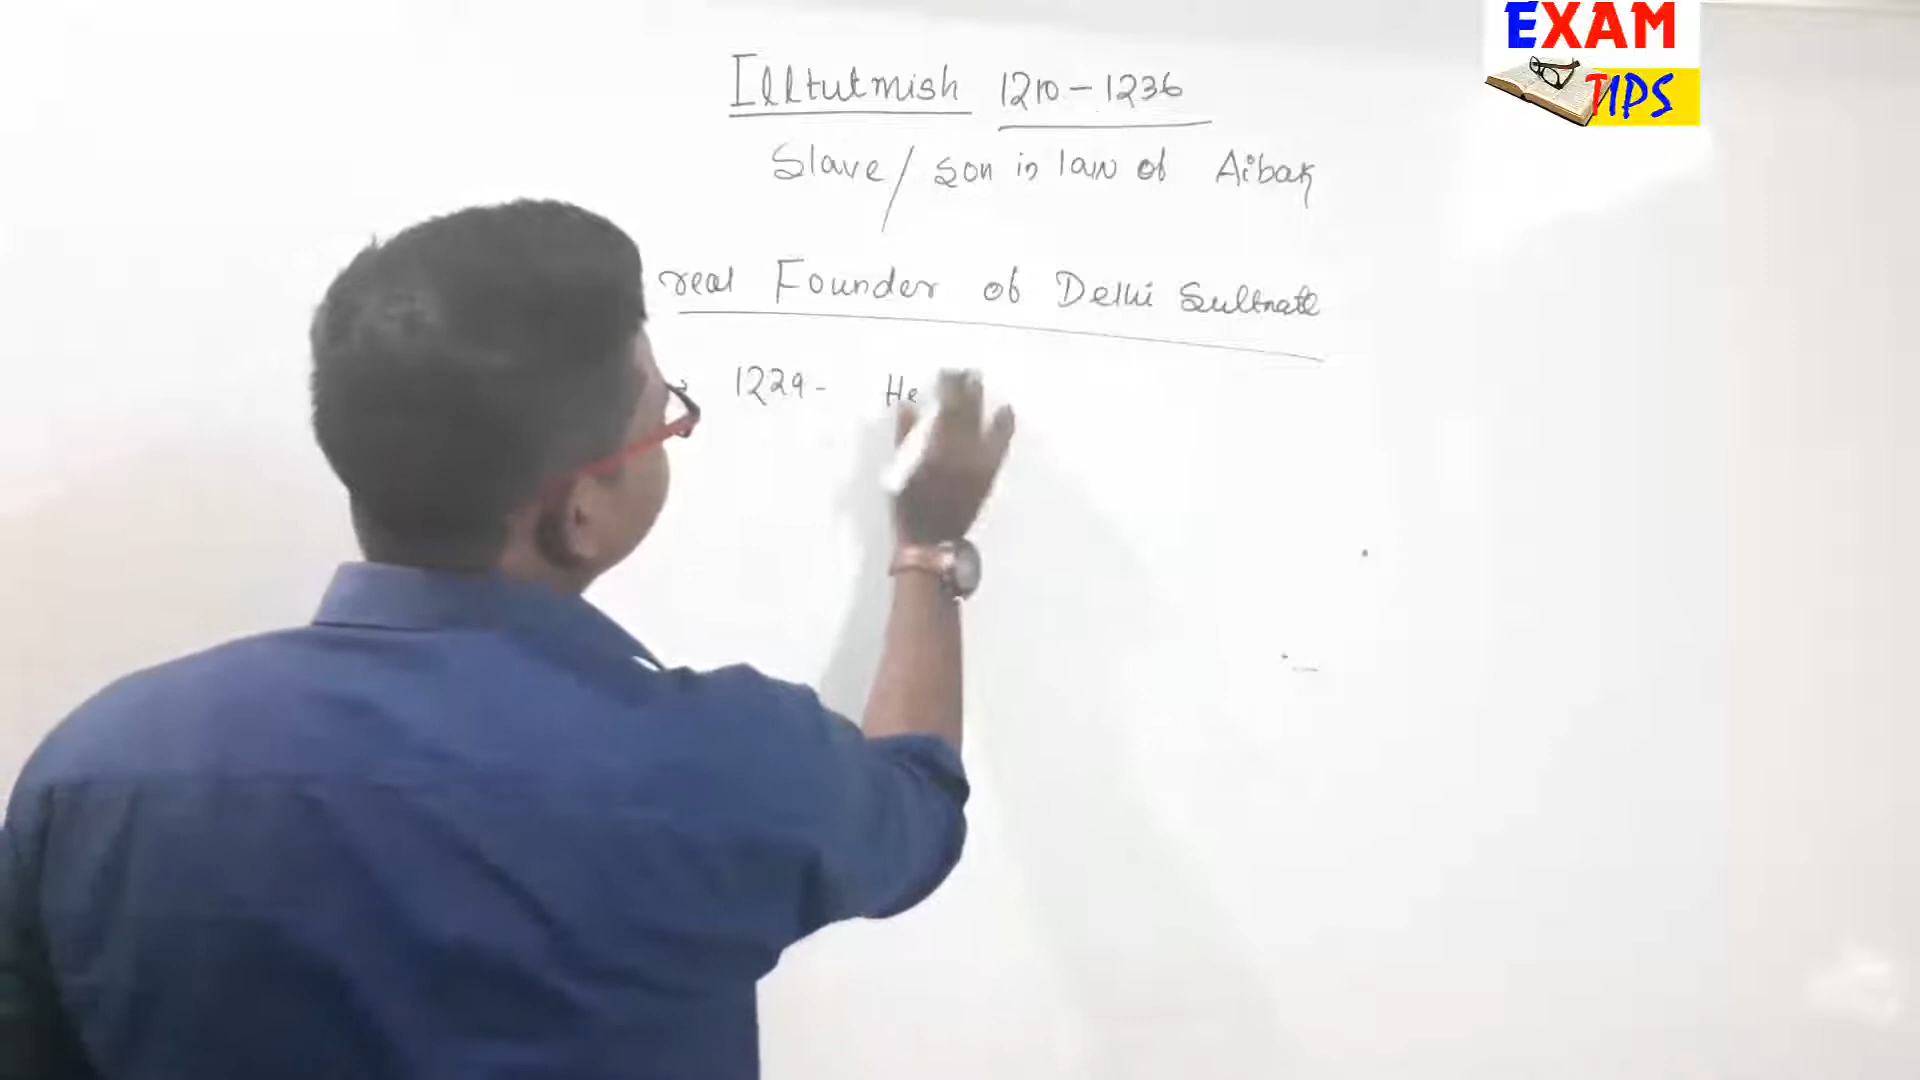 EXAM
TIPS
Illtutmish 1210-1236
Slave/ son in law of Aibak
real Founder of Delhi Sultnate
1229- He